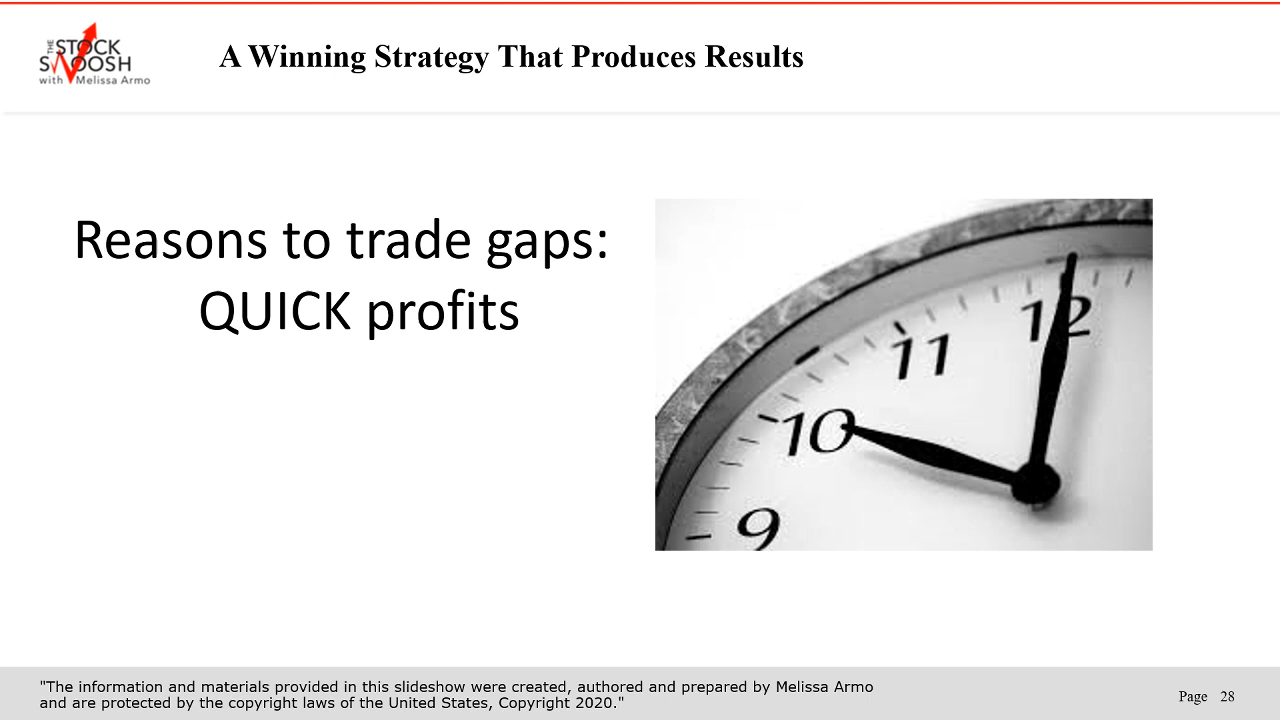 THE
STOCK
SWOOSH
with Melissa Armo
A Winning Strategy That Produces Results
Reasons to trade gaps:
QUICK profits
12
11
10
9
"The information and materials provided in this slideshow were created, authored and prepared by Melissa Armo
and are protected by the copyright laws of the United States, Copyright 2020."
Page 28